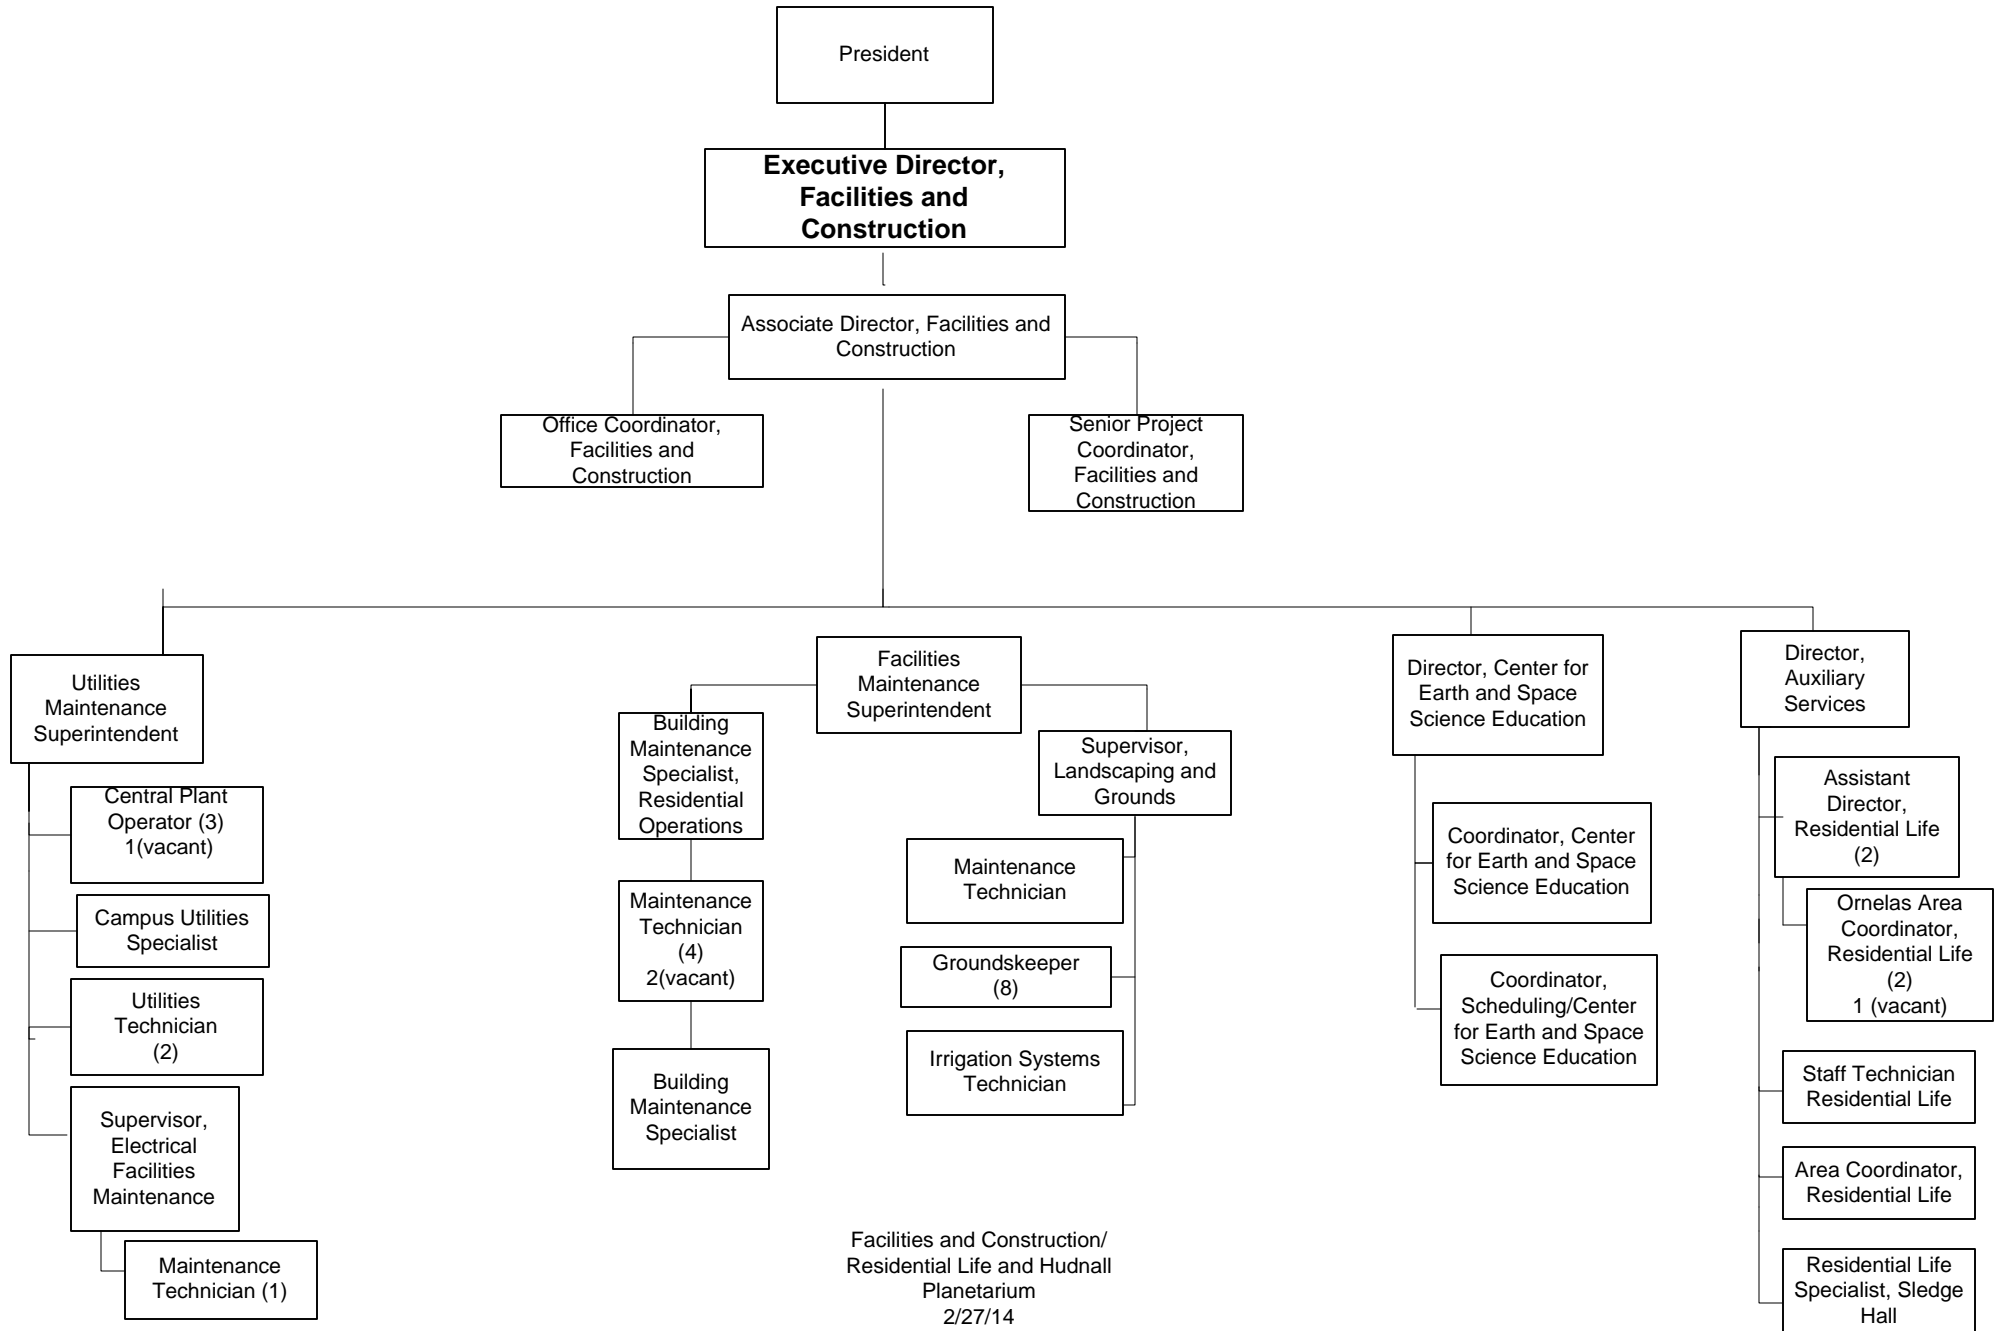 President
Executive Director,
Facilities and
Construction
Associate Director, Facilities and
Construction
Office Coordinator,
Facilities and
Construction
Senior Project
Coordinator,
Facilities and
Construction
Utilities
Maintenance
Superintendent
Central Plant
Operator (3)
1(vacant)
Campus Utilities
Specialist
Utilities
Technician
(2)
Supervisor,
Electrical
Facilities
Maintenance
Maintenance
Technician (1)
Facilities
Maintenance
Superintendent
Building
Maintenance
Specialist,
Residential
Operations
Maintenance
Technician
(4)
2(vacant)
Building
Maintenance
Specialist
Supervisor,
Landscaping and
Grounds
Maintenance
Technician
Groundskeeper
(8)
Irrigation Systems
Technician
Director, Center for
Earth and Space
Science Education
Coordinator, Center
for Earth and Space
Science Education
Coordinator,
Scheduling/Center
for Earth and Space
Science Education
Director,
Auxiliary
Services
Assistant
Director,
Residential Life
(2)
Ornelas Area
Coordinator,
Residential Life
(2)
1 (vacant)
Staff Technician
Residential Life
Area Coordinator,
Residential Life
Residential Life
Specialist, Sledge
Hall
Facilities and Construction/
Residential Life and Hudnall
Planetarium
2/27/14